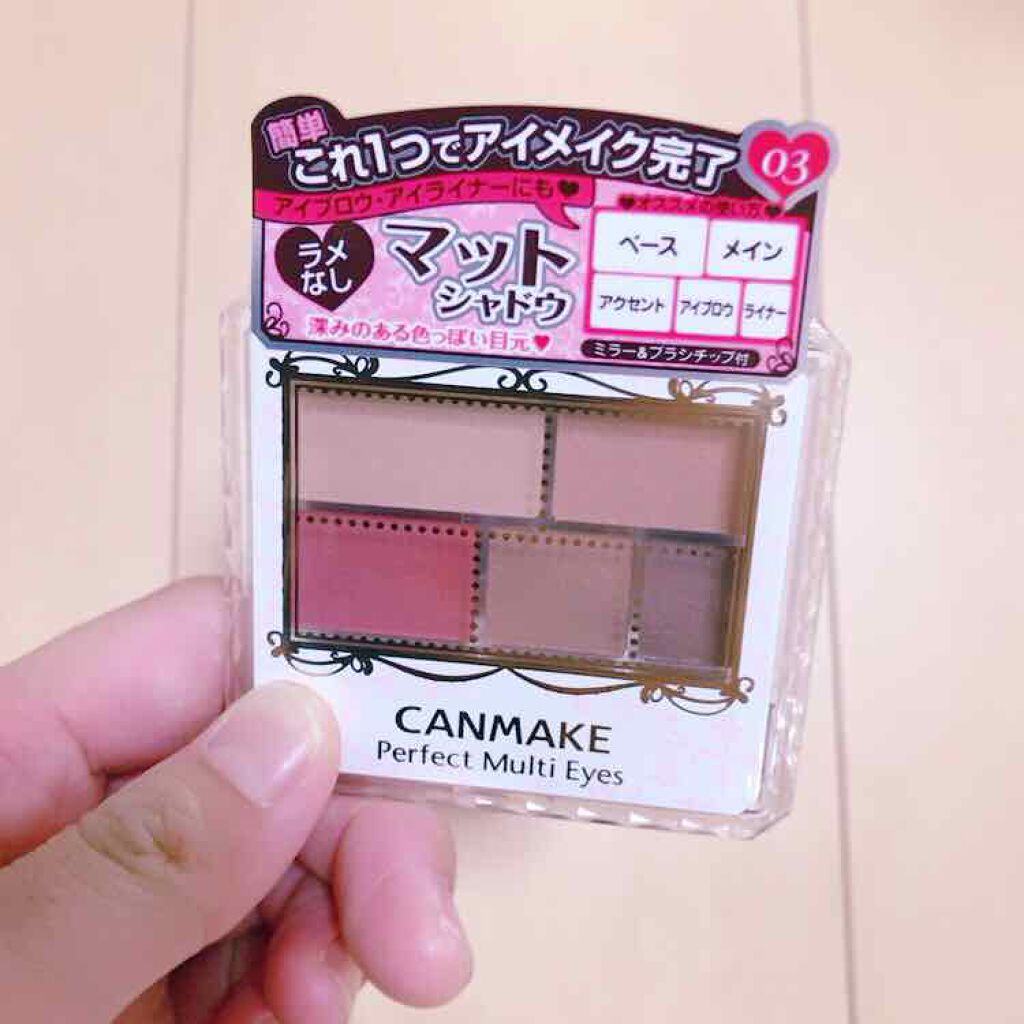 簡単
これ1つでアイメイク完了
03
アイブロウ・アイライナーにも♥
ラメ
なし
マット
シャドウ
深みのある色っぽい目元♥
♥オススメの使い方♥
ベース
メイン
アクセント
アイブロウ
ライナー
ミラー&ブラシチップ付
CANMAKE
Perfect Multi Eyes